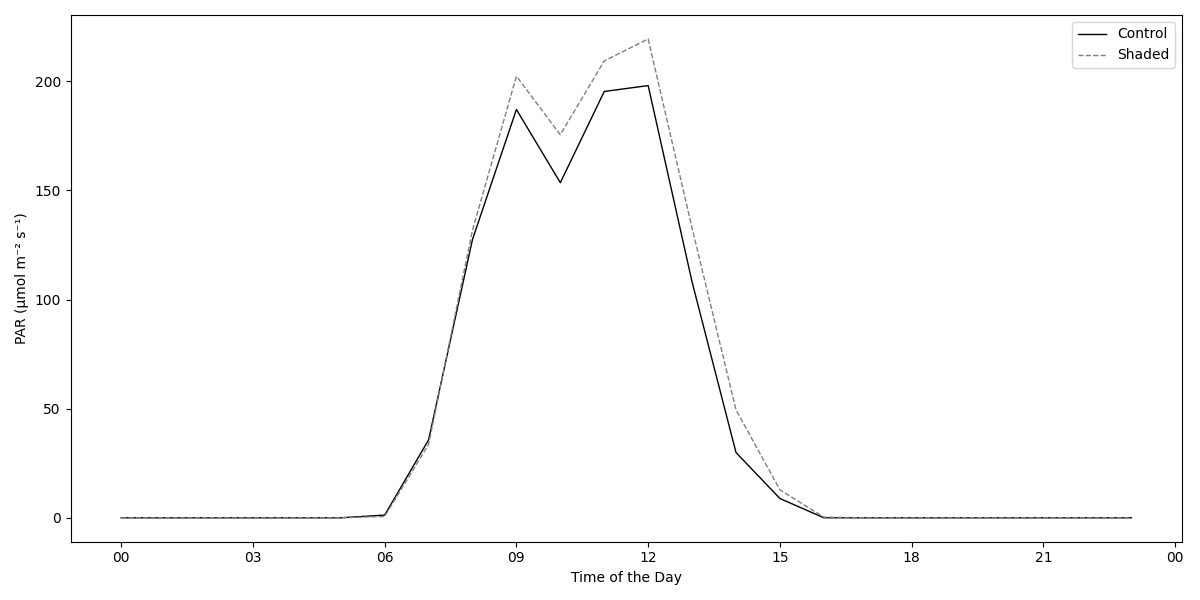 Control
Shaded
200
150
100
50
0
PAR (µmol m⁻² s⁻¹)
00 03 06 09 12 15 18 21 00
Time of the Day